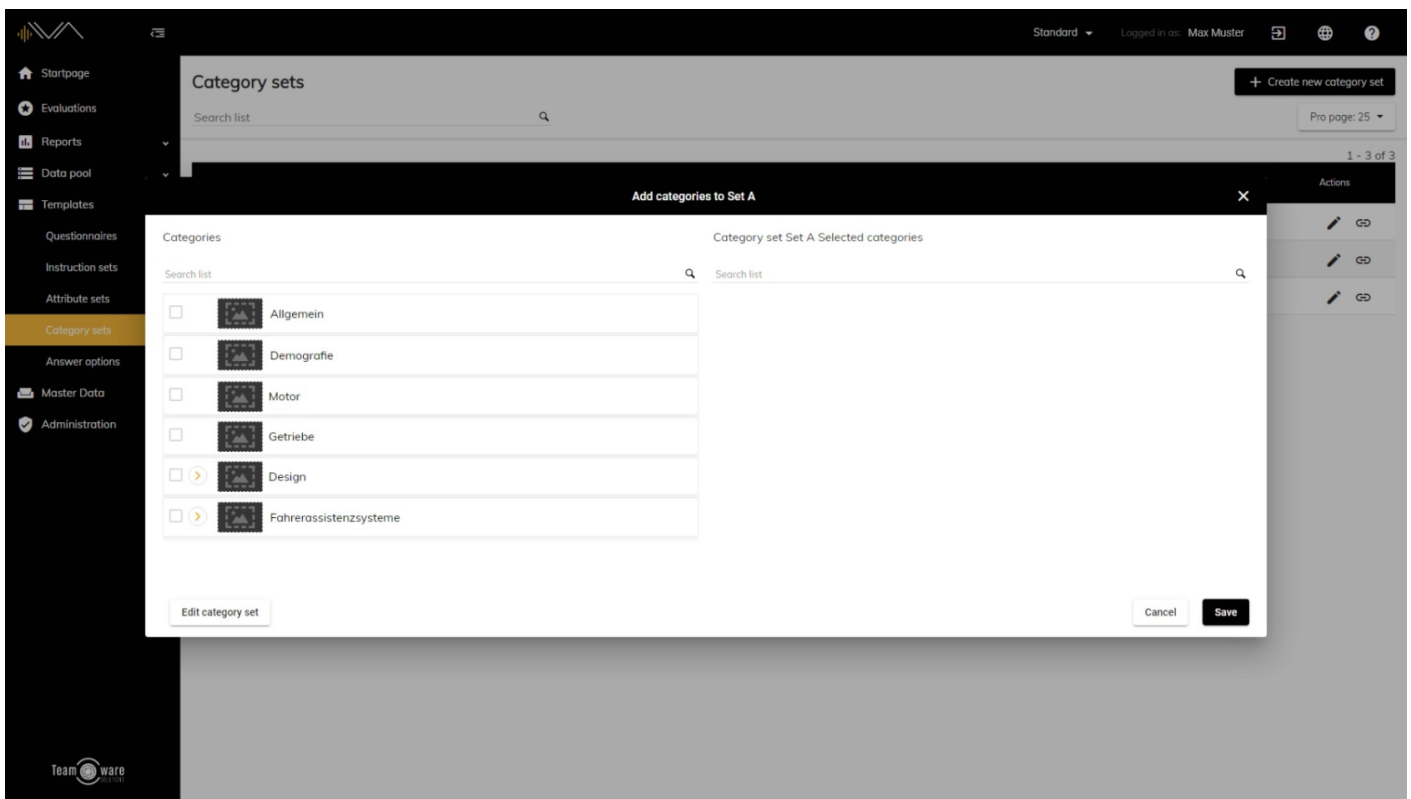 Standard
Logged in as: Max Muster
Startpage
Evaluations
Reports
Data pool
Templates
Questionnaires
Instruction sets
Attribute sets
Category sets
Answer options
Master Data
Administration
Team ware
SOLUTIONS
Category sets
+ Create new category set
Search list
Pro page: 25
1 - 3 of 3
Actions
Add categories to Set A
Categories
Search list
Allgemein
Demografie
Motor
Getriebe
Design
Fahrerassistenzsysteme
Category set Set A Selected categories
Search list
Edit category set
Cancel
Save